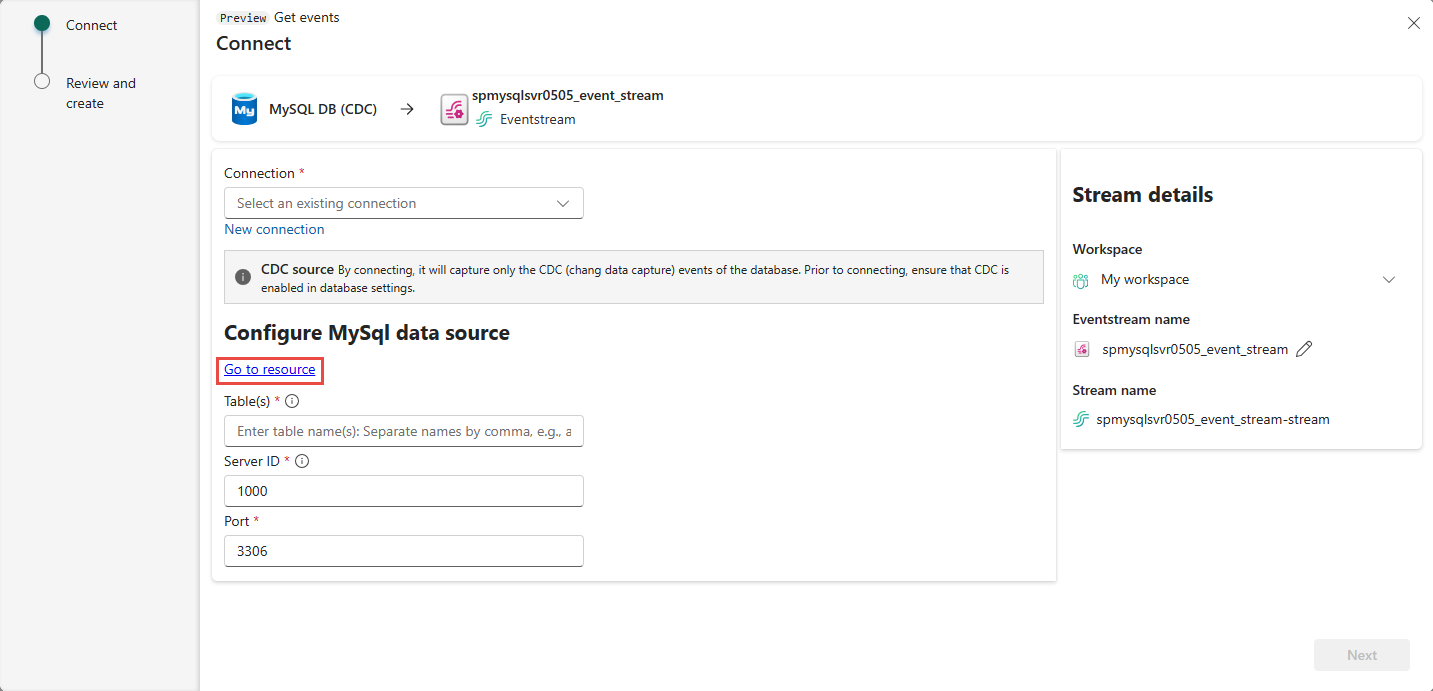 Connect
Review and
create
Preview Get events
Connect
My
MySQL DB (CDC)
spmysqlsvr0505_event_stream
Eventstream
Connection *
Select an existing connection
New connection
CDC source By connecting, it will capture only the CDC (chang data capture) events of the database. Prior to connecting, ensure that CDC is
enabled in database settings.
Configure MySql data source
Go to resource
Table(s) *
Enter table name(s): Separate names by comma, e.g., a
Server ID *
1000
Port *
3306
Stream details
Workspace
My workspace
Eventstream name
spmysqlsvr0505_event_stream
Stream name
spmysqlsvr0505_event_stream-stream
Next